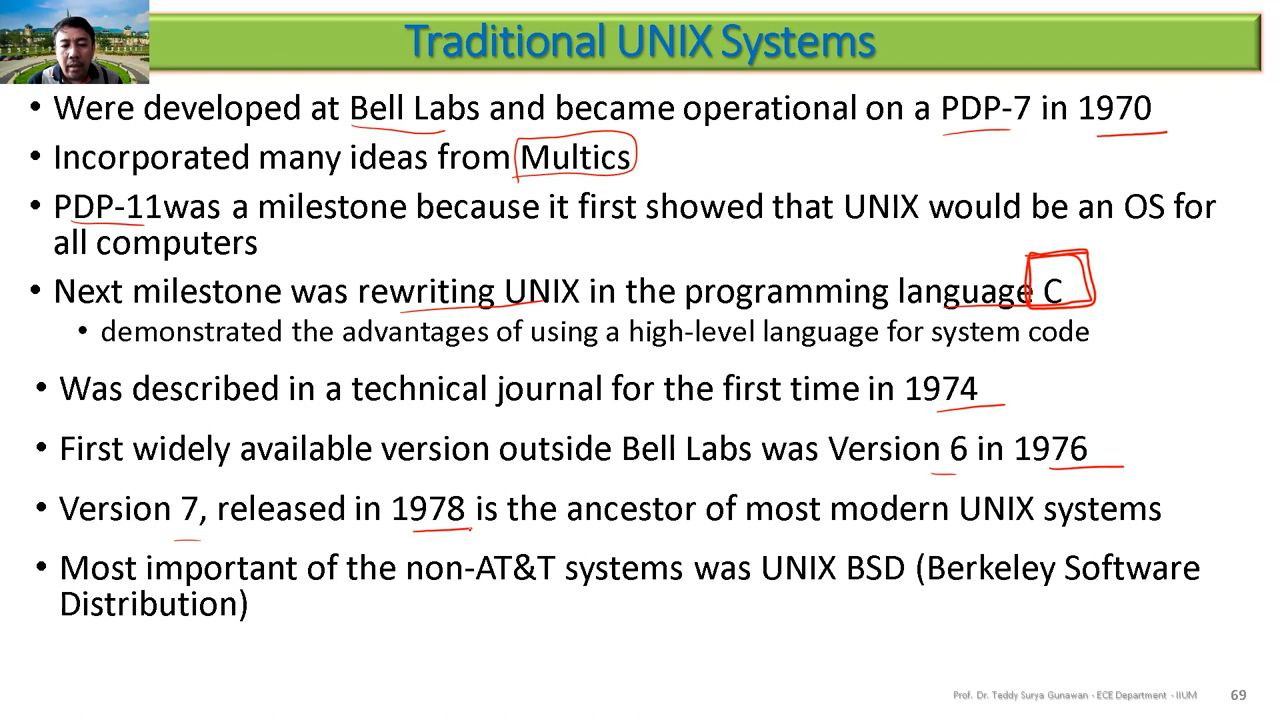 Traditional UNIX Systems
• Were developed at Bell Labs and became operational on a PDP-7 in 1970
• Incorporated many ideas from Multics
• PDP-11was a milestone because it first showed that UNIX would be an OS for
all computers
• Next milestone was rewriting UNIX in the programming language C
• demonstrated the advantages of using a high-level language for system code
• Was described in a technical journal for the first time in 1974
• First widely available version outside Bell Labs was Version 6 in 1976
• Version 7, released in 1978 is the ancestor of most modern UNIX systems
• Most important of the non-AT&T systems was UNIX BSD (Berkeley Software
Distribution)
Prof. Dr. Teddy Surya Gunawan - ECE Department - IIUM 69